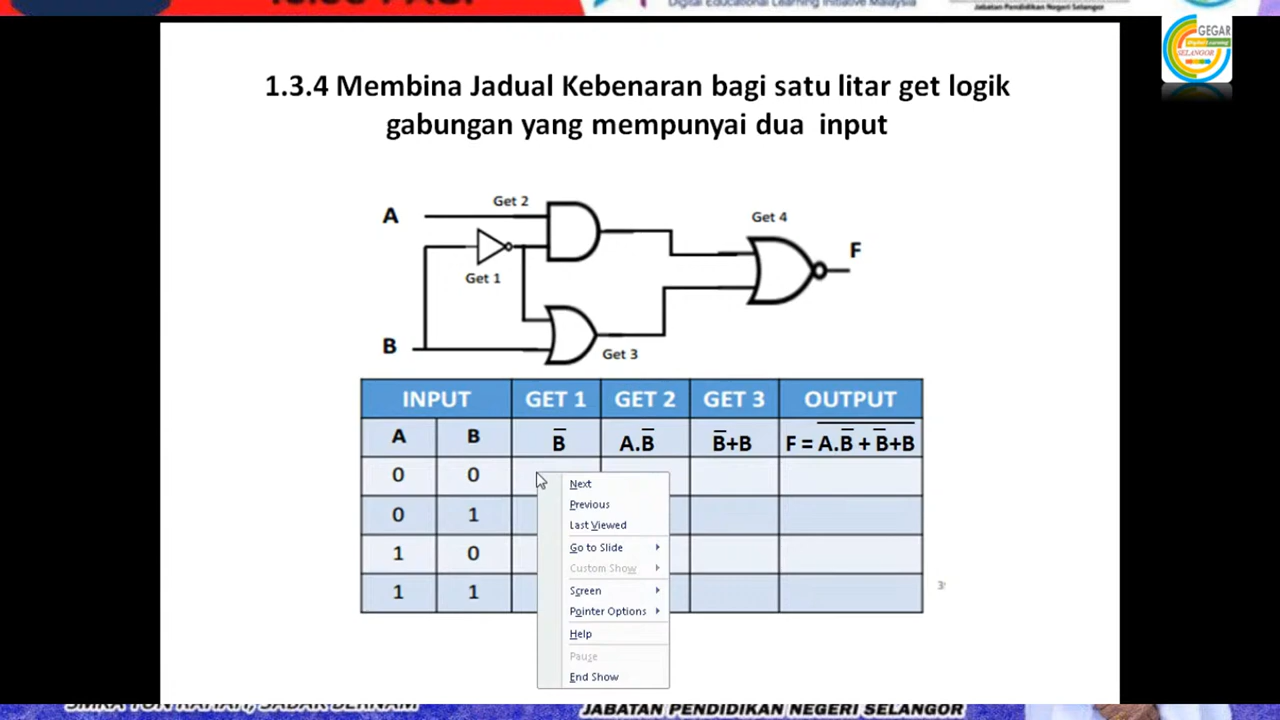 Digital Educational Learning Initiative Malaysia
Jabatan Pendidikan Negeri Selangor
GEGAR
SELANGOR
1.3.4 Membina Jadual Kebenaran bagi satu litar get logik
gabungan yang mempunyai dua input
Get 2
A
Get 1
B
Get 3
Get 4
F
INPUT GET 1 GET 2 GET 3 OUTPUT
A B B̅ A.B̅ B̅+B F = A̅.̅B̅̅ ̅+̅ ̅B̅̅+̅B̅
0 0
0 1
1 0
1 1
Next
Previous
Last Viewed
Go to Slide
Custom Show
Screen
Pointer Options
Help
Pause
End Show
JABATAN PENDIDIKAN NEGERI SELANGOR